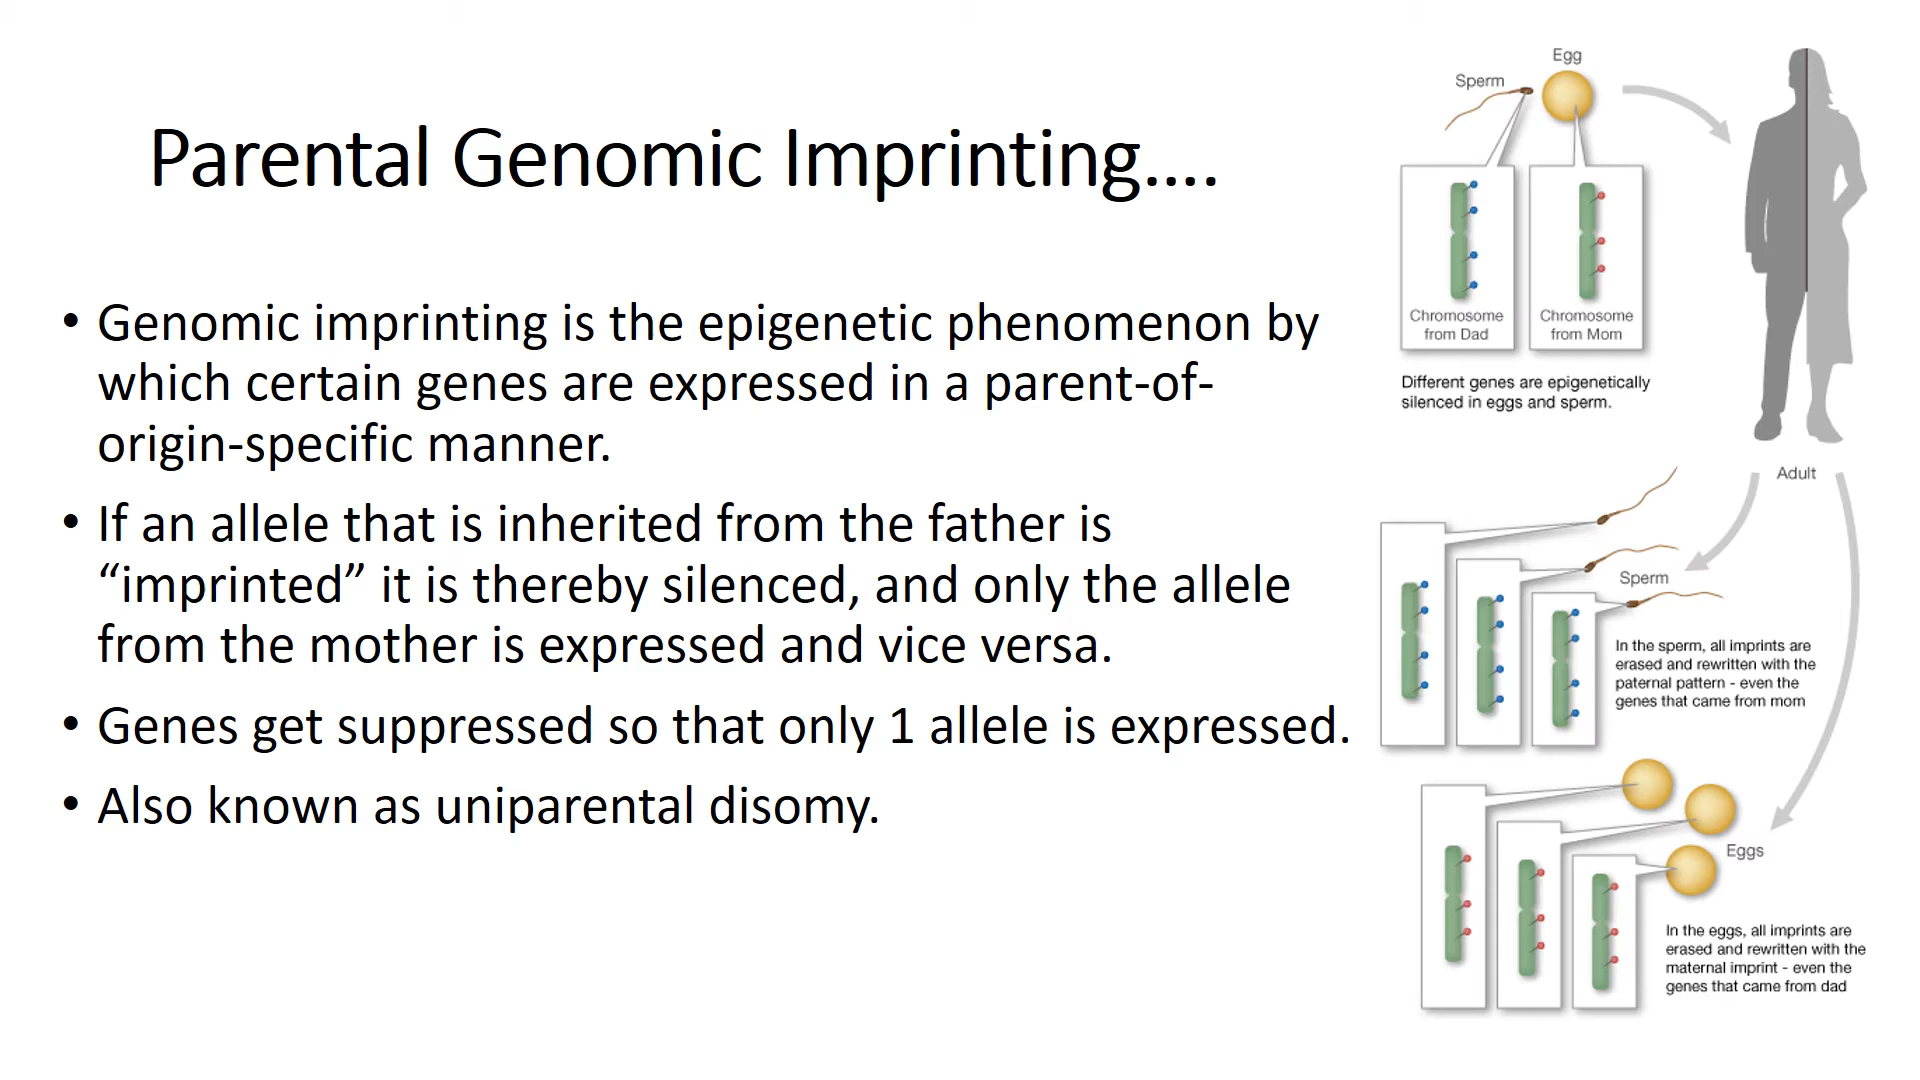 Parental Genomic Imprinting....
• Genomic imprinting is the epigenetic phenomenon by
which certain genes are expressed in a parent-of-
origin-specific manner.
• If an allele that is inherited from the father is
“imprinted” it is thereby silenced, and only the allele
from the mother is expressed and vice versa.
• Genes get suppressed so that only 1 allele is expressed.
• Also known as uniparental disomy.
Egg
Sperm
Chromosome
from Dad
Chromosome
from Mom
Different genes are epigenetically
silenced in eggs and sperm.
Adult
Sperm
In the sperm, all imprints are
erased and rewritten with the
paternal pattern - even the
genes that came from mom
Eggs
In the eggs, all imprints are
erased and rewritten with the
maternal imprint - even the
genes that came from dad